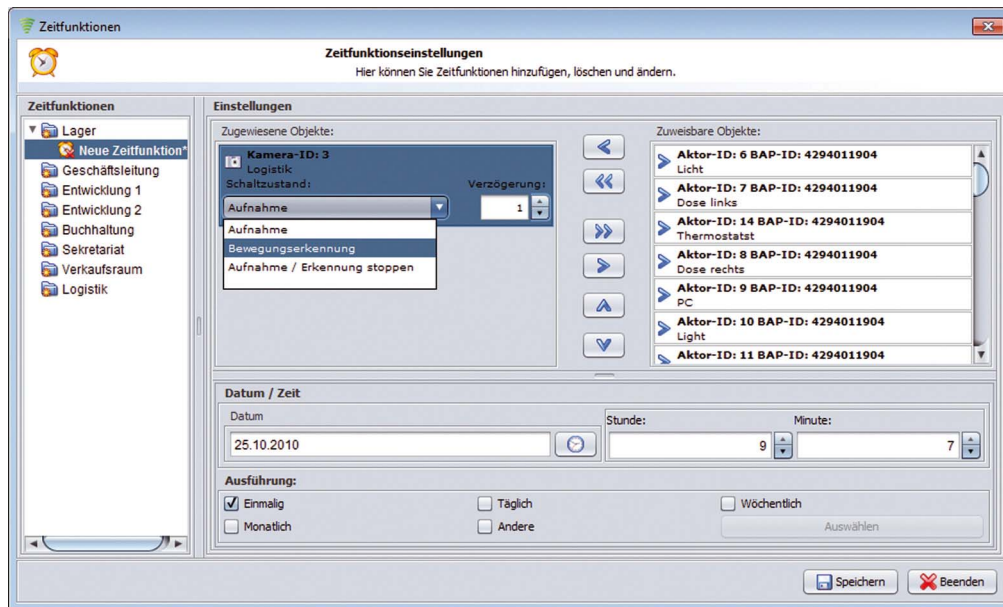 Zeitfunktionen
Zeitfunktionseinstellungen
Hier können Sie Zeitfunktionen hinzufügen, löschen und ändern.
Zeitfunktionen
Lager
Neue Zeitfunktion*
Geschäftsleitung
Entwicklung 1
Entwicklung 2
Buchhaltung
Sekretariat
Verkaufsraum
Logistik
Einstellungen
Zugewiesene Objekte:
Kamera-ID: 3
Logistik
Schaltzustand:
Verzögerung:
Aufnahme
1
Aufnahme
Bewegungserkennung
Aufnahme / Erkennung stoppen
Zuweisbare Objekte:
Aktor-ID: 6 BAP-ID: 4294011904
Licht
Aktor-ID: 7 BAP-ID: 4294011904
Dose links
Aktor-ID: 14 BAP-ID: 4294011904
Thermostatst
Aktor-ID: 8 BAP-ID: 4294011904
Dose rechts
Aktor-ID: 9 BAP-ID: 4294011904
PC
Aktor-ID: 10 BAP-ID: 4294011904
Light
Aktor-ID: 11 BAP-ID: 4294011904
Datum / Zeit
Datum
25.10.2010
Stunde:
9
Minute:
7
Ausführung:
Einmalig
Täglich
Wöchentlich
Monatlich
Andere
Auswählen
Speichern
Beenden